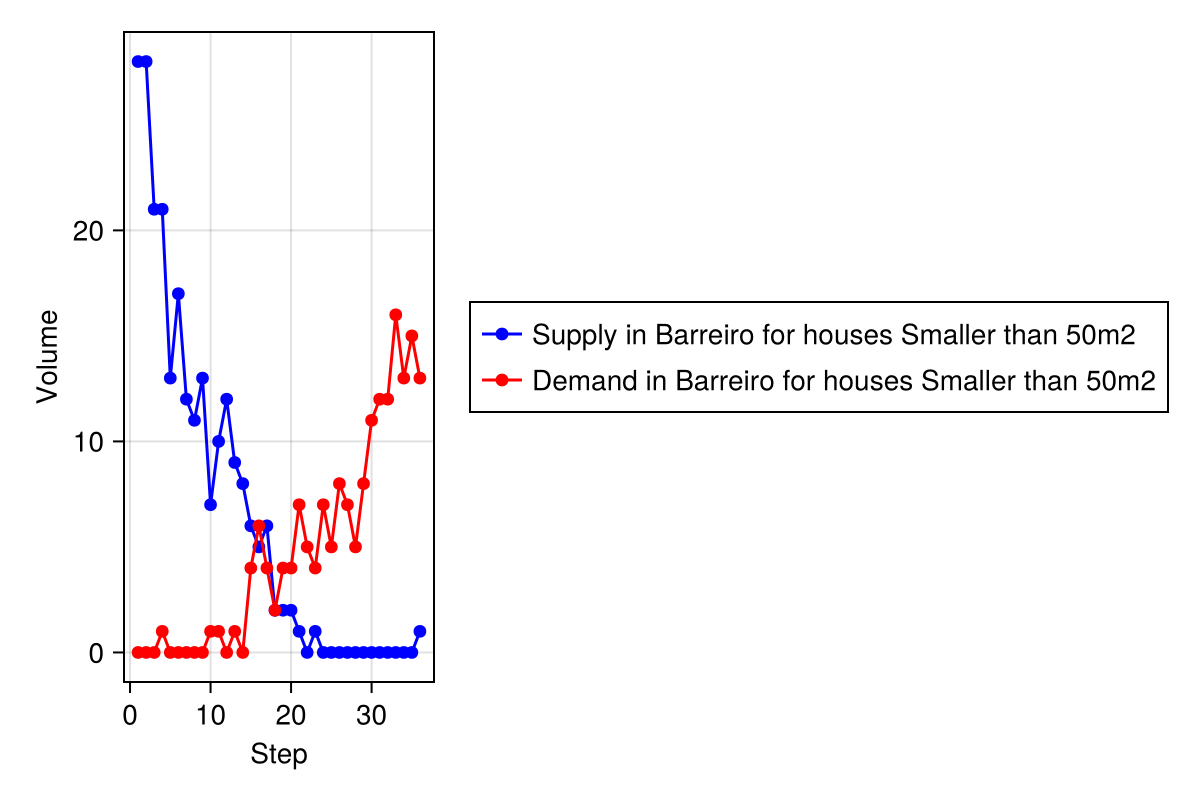 Volume
20
10
0
0 10 20 30
Step
Supply in Barreiro for houses Smaller than 50m2
Demand in Barreiro for houses Smaller than 50m2